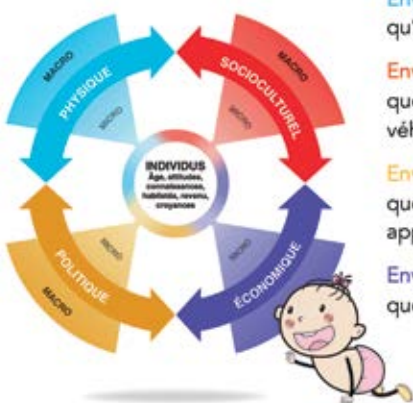 MACRO
PHYSIQUE
MICRO
MACRO
SOCIOCULTUREL
MICRO
INDIVIDUS
Âge, attitudes,
connaissances,
habiletés, revenu,
croyances
MICRO
POLITIQUE
MACRO
MICRO
ÉCONOMIQUE
MACRO
Env
qu'
Env
que
véh
Env
que
app
Env
que